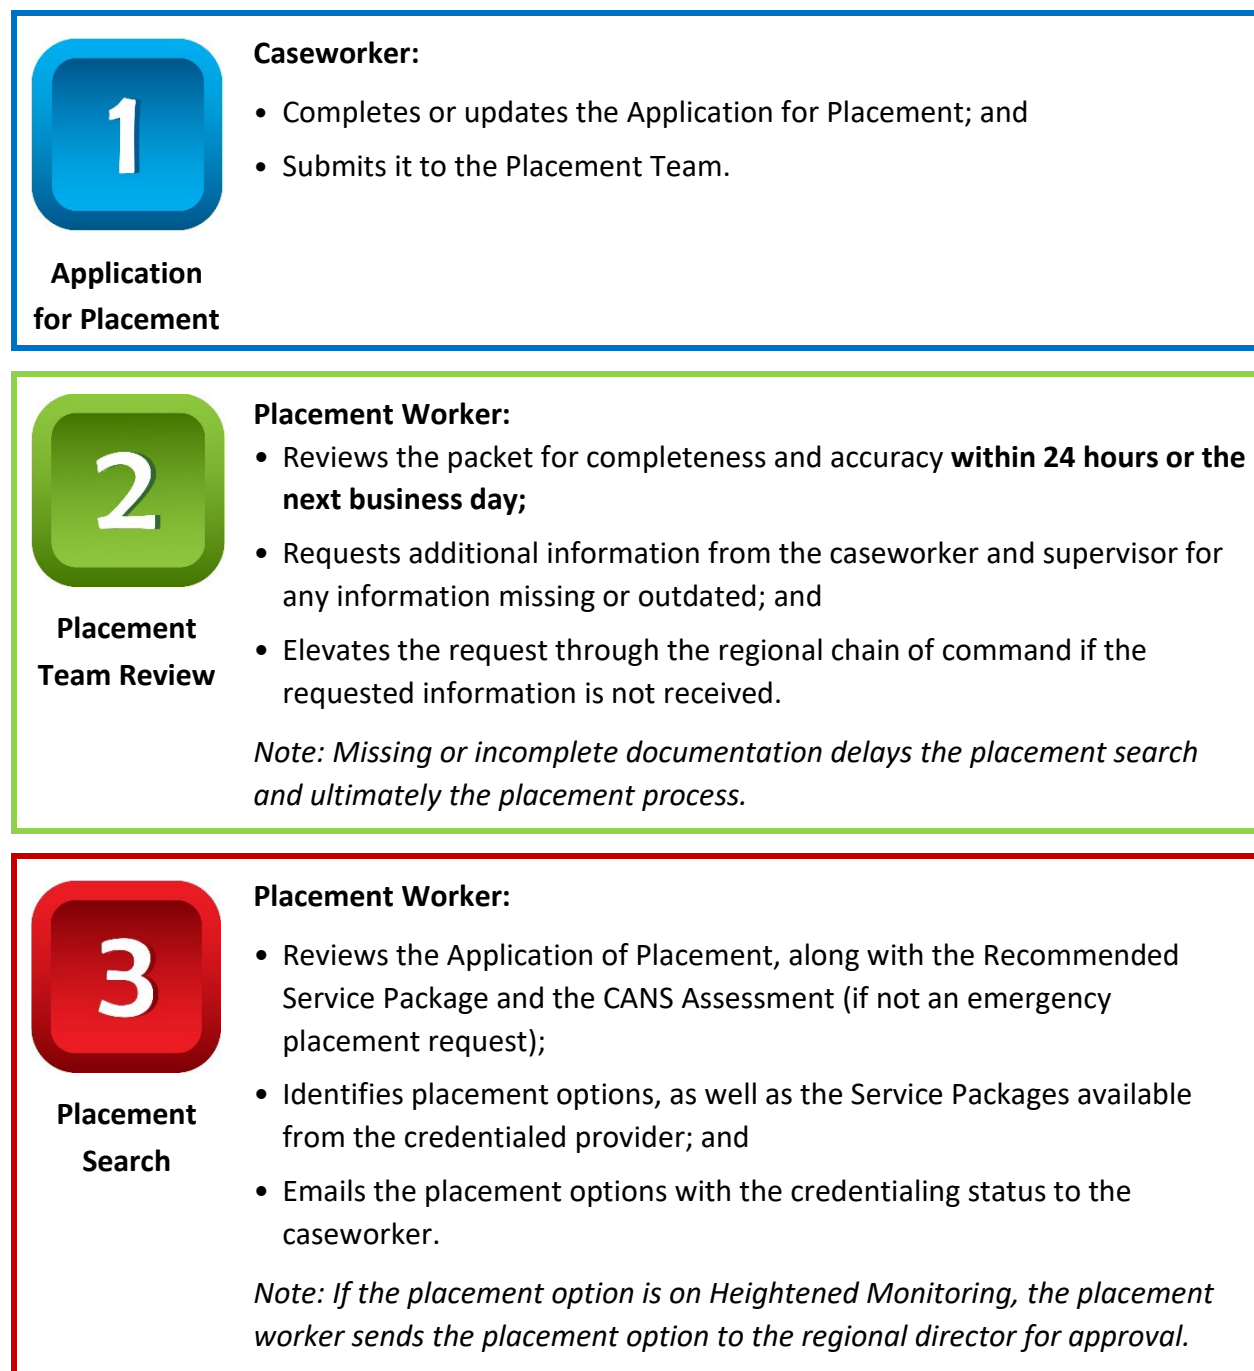 1
Application
for Placement
Caseworker:
• Completes or updates the Application for Placement; and
• Submits it to the Placement Team.
2
Placement
Team Review
Placement Worker:
• Reviews the packet for completeness and accuracy within 24 hours or the
next business day;
• Requests additional information from the caseworker and supervisor for
any information missing or outdated; and
• Elevates the request through the regional chain of command if the
requested information is not received.
Note: Missing or incomplete documentation delays the placement search
and ultimately the placement process.
3
Placement
Search
Placement Worker:
• Reviews the Application of Placement, along with the Recommended
Service Package and the CANS Assessment (if not an emergency
placement request);
• Identifies placement options, as well as the Service Packages available
from the credentialed provider; and
• Emails the placement options with the credentialing status to the
caseworker.
Note: If the placement option is on Heightened Monitoring, the placement
worker sends the placement option to the regional director for approval.